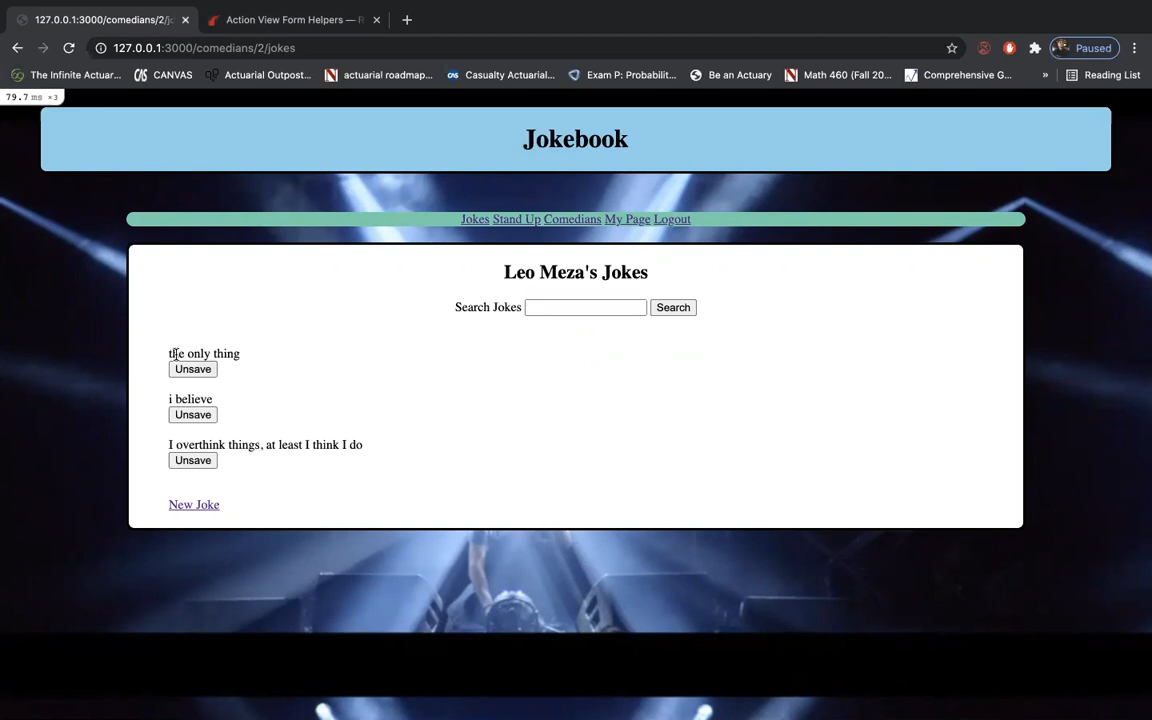 127.0.0.1:3000/comedians/2/jo
Action View Form Helpers — R
127.0.0.1:3000/comedians/2/jokes
Paused
The Infinite Actuar...
CANVAS
Actuarial Outpost...
actuarial roadmap...
Casualty Actuarial...
Exam P: Probabilit...
Be an Actuary
Math 460 (Fall 20...
Comprehensive G...
»
Reading List
79.7 ms ×3
Jokebook
Jokes Stand Up Comedians My Page Logout
Leo Meza's Jokes
Search Jokes Search
the only thing
Unsave
i believe
Unsave
I overthink things, at least I think I do
Unsave
New Joke